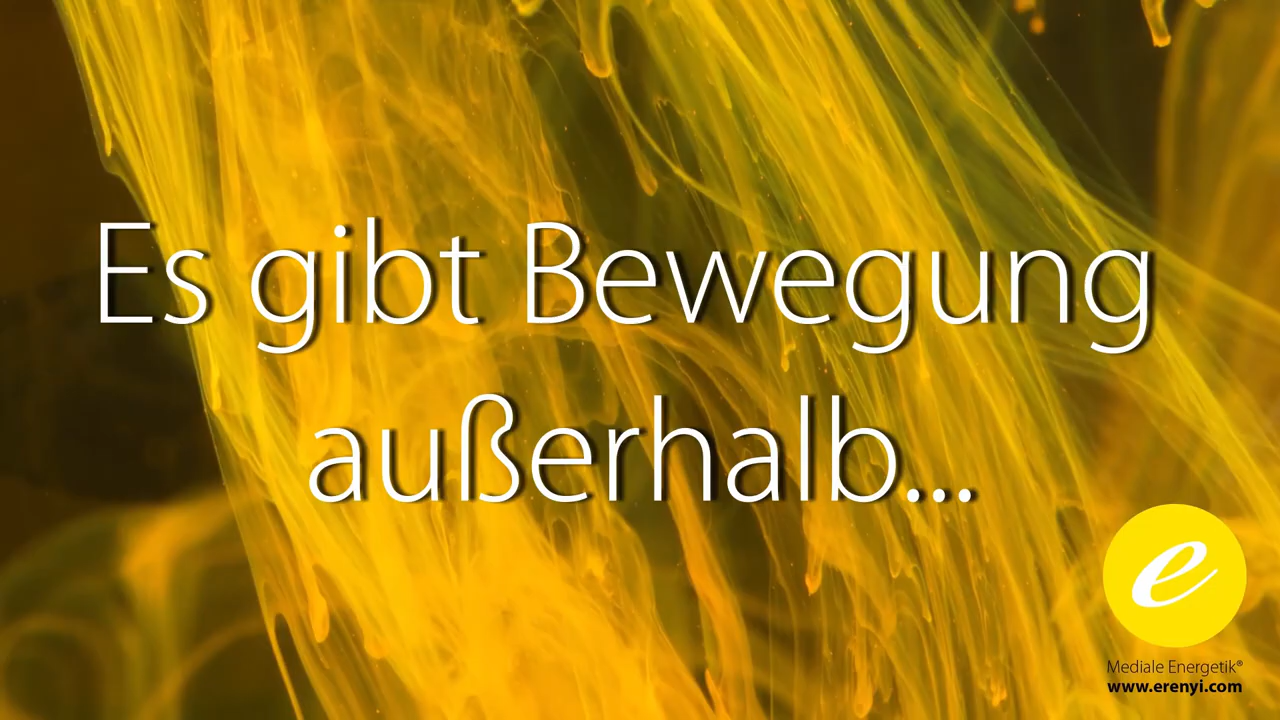 Es gibt Bewegung
außerhalb...
e
Mediale Energetik®
www.erenyi.com